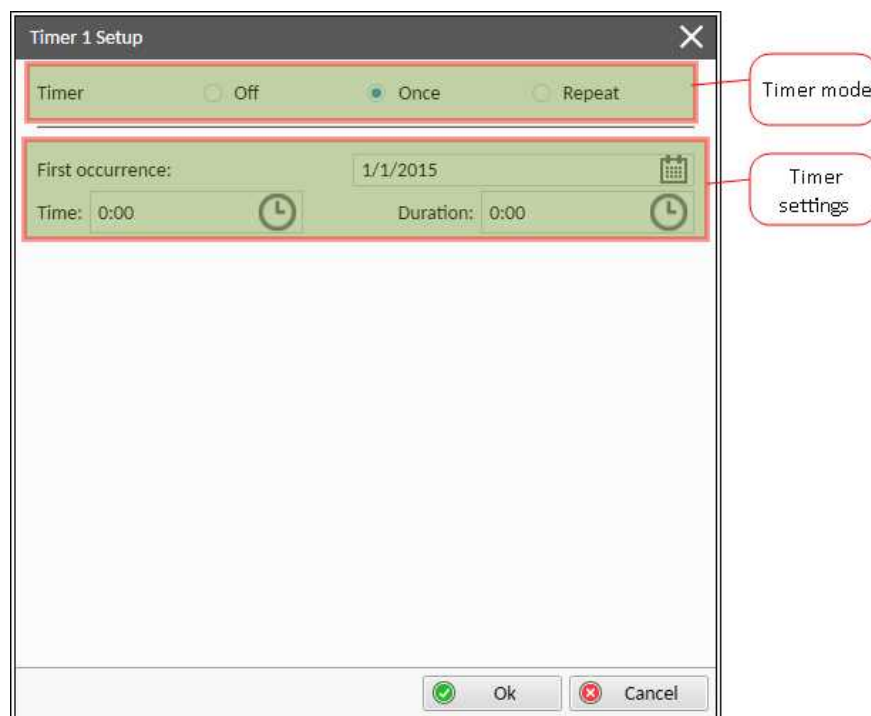 Timer 1 Setup
Timer Off Once Repeat
Timer mode
First occurrence: 1/1/2015
Time: 0:00 Duration: 0:00
Timer
settings
Ok Cancel